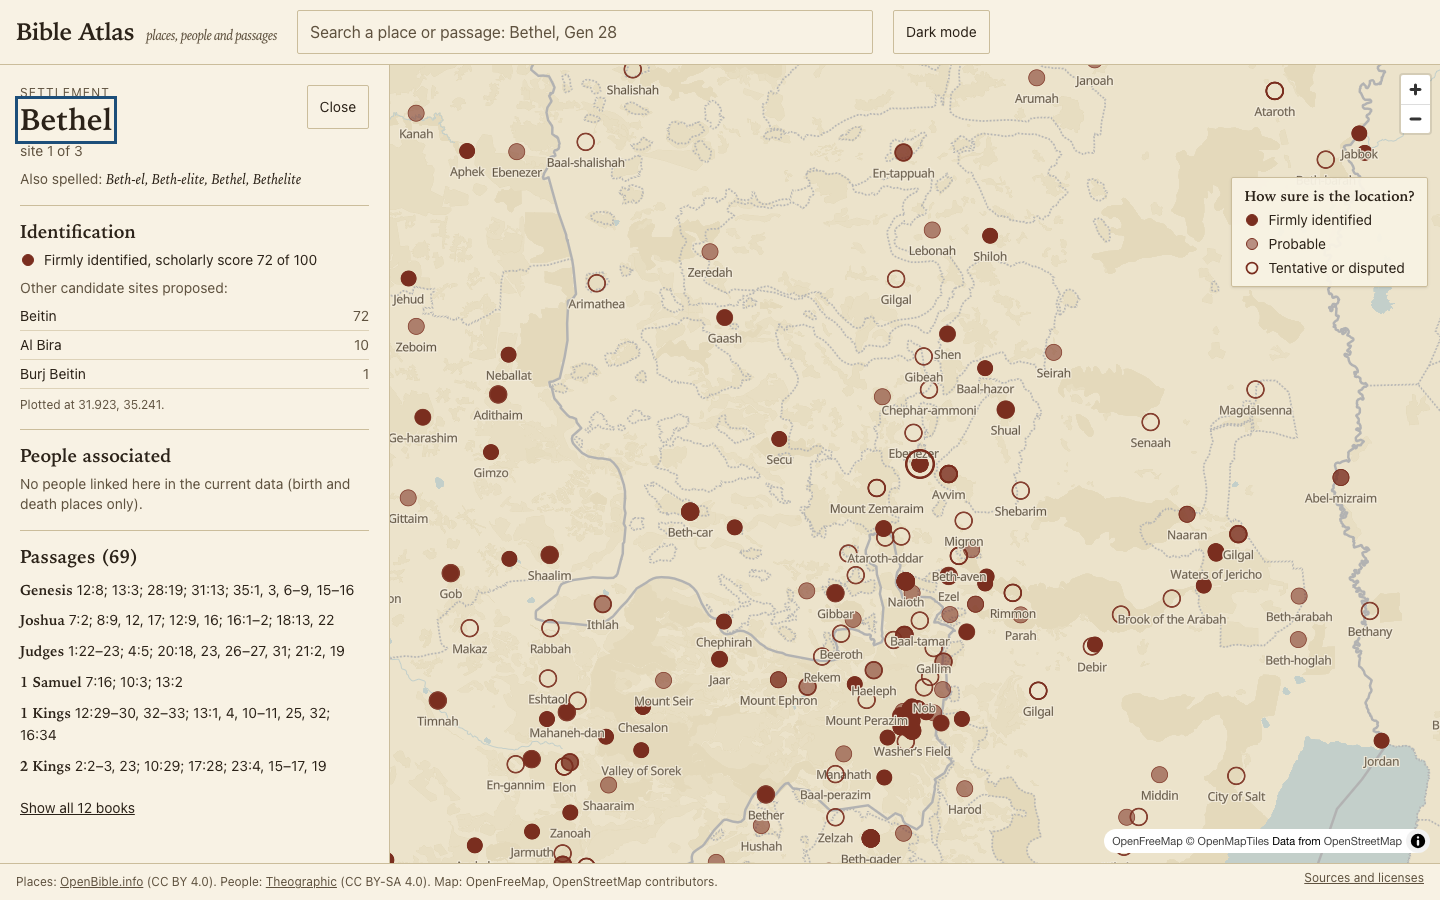 Bible Atlas
places, people and passages
Search a place or passage: Bethel, Gen 28
Dark mode
SETTLEMENT
Bethel
Close
site 1 of 3
Also spelled: Beth-el, Beth-elite, Bethel, Bethelite
Identification
Firmly identified, scholarly score 72 of 100
Other candidate sites proposed:
Beitin 72
Al Bira 10
Burj Beitin 1
Plotted at 31.923, 35.241.
People associated
No people linked here in the current data (birth and
death places only).
Passages (69)
Genesis 12:8; 13:3; 28:19; 31:13; 35:1, 3, 6–9, 15–16
Joshua 7:2; 8:9, 12, 17; 12:9, 16; 16:1–2; 18:13, 22
Judges 1:22–23; 4:5; 20:18, 23, 26–27, 31; 21:2, 19
1 Samuel 7:16; 10:3; 13:2
1 Kings 12:29–30, 32–33; 13:1, 4, 10–11, 25, 32;
16:34
2 Kings 2:2–3, 23; 10:29; 17:28; 23:4, 15–17, 19
Show all 12 books
Shalishah
Arumah
Janoah
Ataroth
Kanah
Aphek
Ebenezer
Baal-shalishah
En-tappuah
Jabbok
How sure is the location?
Firmly identified
Probable
Tentative or disputed
Lebonah
Shiloh
Zeredah
Jehud
Arimathea
Gilgal
Zeboim
Gaash
Shen
Neballat
Gibeah
Baal-hazor
Seirah
Adithaim
Chephar-ammoni
Magdalsenna
Ge-harashim
Shual
Senaah
Secu
Ebenezer
Gimzo
Avvim
Abel-mizraim
Gittaim
Mount Zemaraim
Shebarim
Beth-car
Migron
Naaran
Gilgal
Ataroth-addar
Shaalim
Beth-aven
Waters of Jericho
Gob
Ezel
Naioth
Gibbar
Rimmon
Brook of the Arabah
Beth-arabah
Ithlah
Parah
Bethany
Makaz
Rabbah
Chephirah
Baal-tamar
Beeroth
Gallim
Debir
Beth-hoglah
Jaar
Rekem
Haeleph
Eshtaol
Mount Seir
Mount Ephron
Nob
Gilgal
Timnah
Mahaneh-dan
Chesalon
Mount Perazim
Washer's Field
Jordan
Valley of Sorek
Manahath
En-gannim
Elon
Baal-perazim
Middin
City of Salt
Shaaraim
Harod
Bether
Zanoah
Zelzah
Hushah
Jarmuth
Beth-gader
OpenFreeMap © OpenMapTiles Data from OpenStreetMap
Places: OpenBible.info (CC BY 4.0). People: Theographic (CC BY-SA 4.0). Map: OpenFreeMap, OpenStreetMap contributors.
Sources and licenses